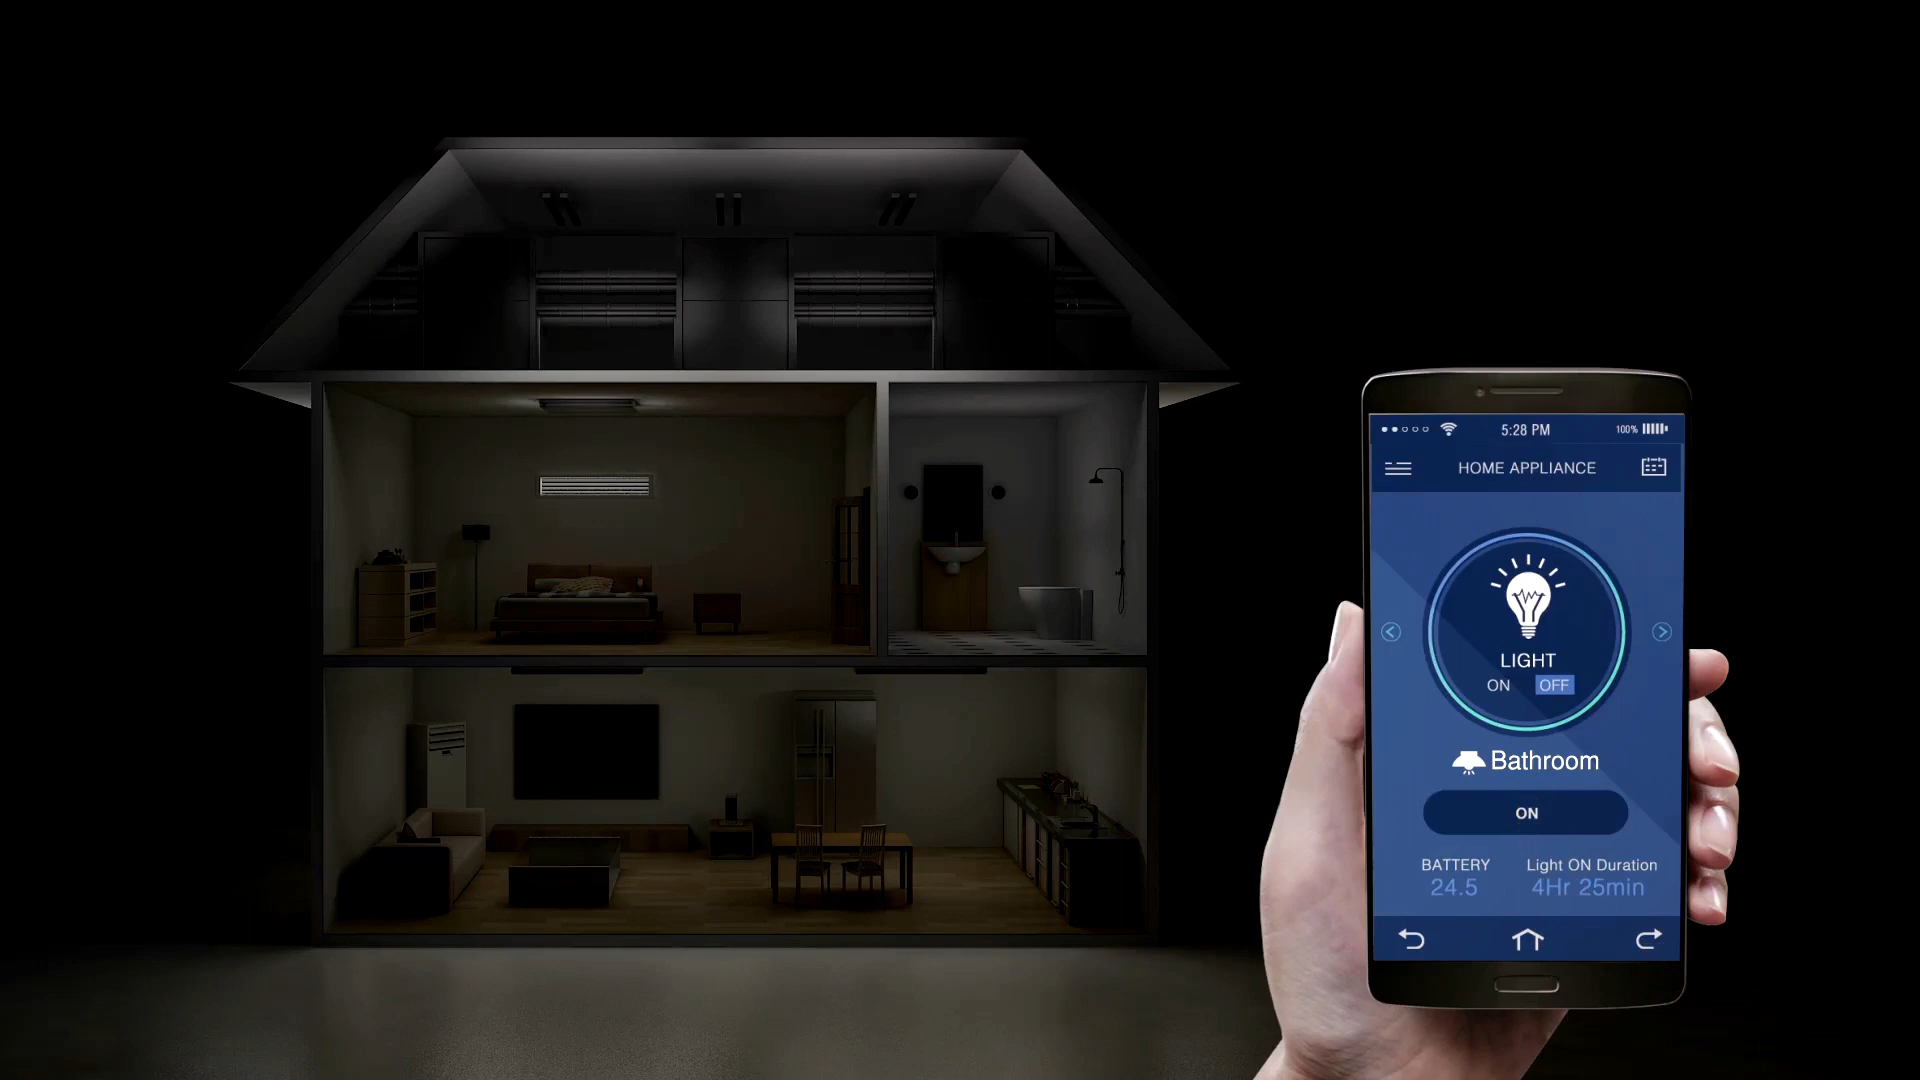 5:28 PM 100%
HOME APPLIANCE
LIGHT
ON OFF
Bathroom
ON
BATTERY Light ON Duration
24.5 4Hr 25min